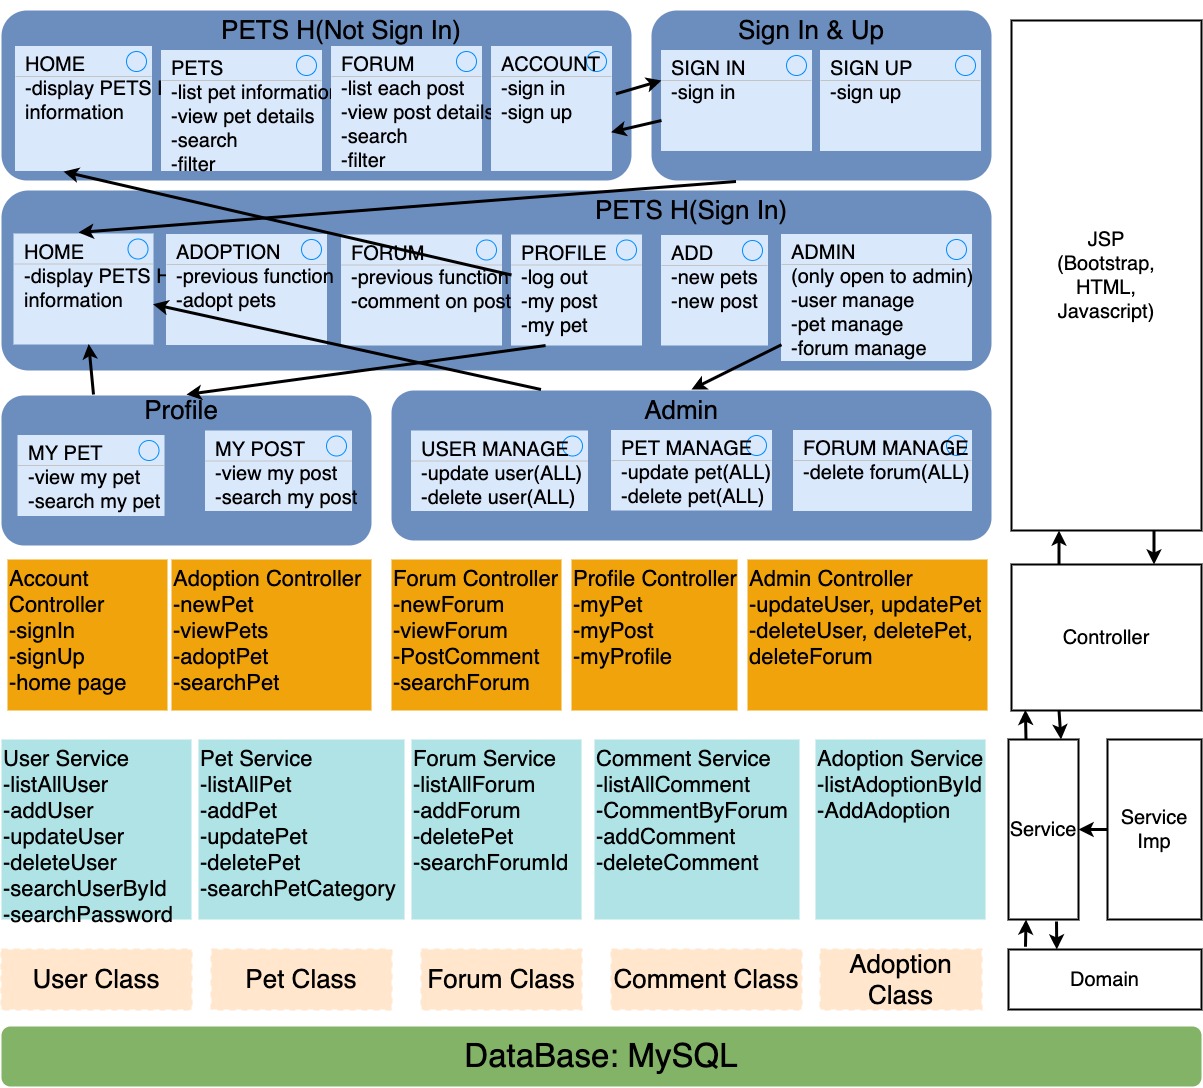 PETS H(Not Sign In)
HOME
-display PETS H
information
PETS
-list pet information
-view pet details
-search
-filter
FORUM
-list each post
-view post details
-search
-filter
ACCOUNT
-sign in
-sign up
Sign In & Up
SIGN IN
-sign in
SIGN UP
-sign up
PETS H(Sign In)
HOME
-display PETS H
information
ADOPTION
-previous function
-adopt pets
FORUM
-previous function
-comment on post
PROFILE
-log out
-my post
-my pet
ADD
-new pets
-new post
ADMIN
(only open to admin)
-user manage
-pet manage
-forum manage
Profile
MY PET
-view my pet
-search my pet
MY POST
-view my post
-search my post
Admin
USER MANAGE
-update user(ALL)
-delete user(ALL)
PET MANAGE
-update pet(ALL)
-delete pet(ALL)
FORUM MANAGE
-delete forum(ALL)
JSP
(Bootstrap,
HTML,
Javascript)
Account
Controller
-signIn
-signUp
-home page
Adoption Controller
-newPet
-viewPets
-adoptPet
-searchPet
Forum Controller
-newForum
-viewForum
-PostComment
-searchForum
Profile Controller
-myPet
-myPost
-myProfile
Admin Controller
-updateUser, updatePet
-deleteUser, deletePet,
deleteForum
Controller
User Service
-listAllUser
-addUser
-updateUser
-deleteUser
-searchUserById
-searchPassword
Pet Service
-listAllPet
-addPet
-updatePet
-deletePet
-searchPetCategory
Forum Service
-listAllForum
-addForum
-deletePet
-searchForumId
Comment Service
-listAllComment
-CommentByForum
-addComment
-deleteComment
Adoption Service
-listAdoptionById
-AddAdoption
Service
Service
Imp
User Class
Pet Class
Forum Class
Comment Class
Adoption
Class
Domain
DataBase: MySQL